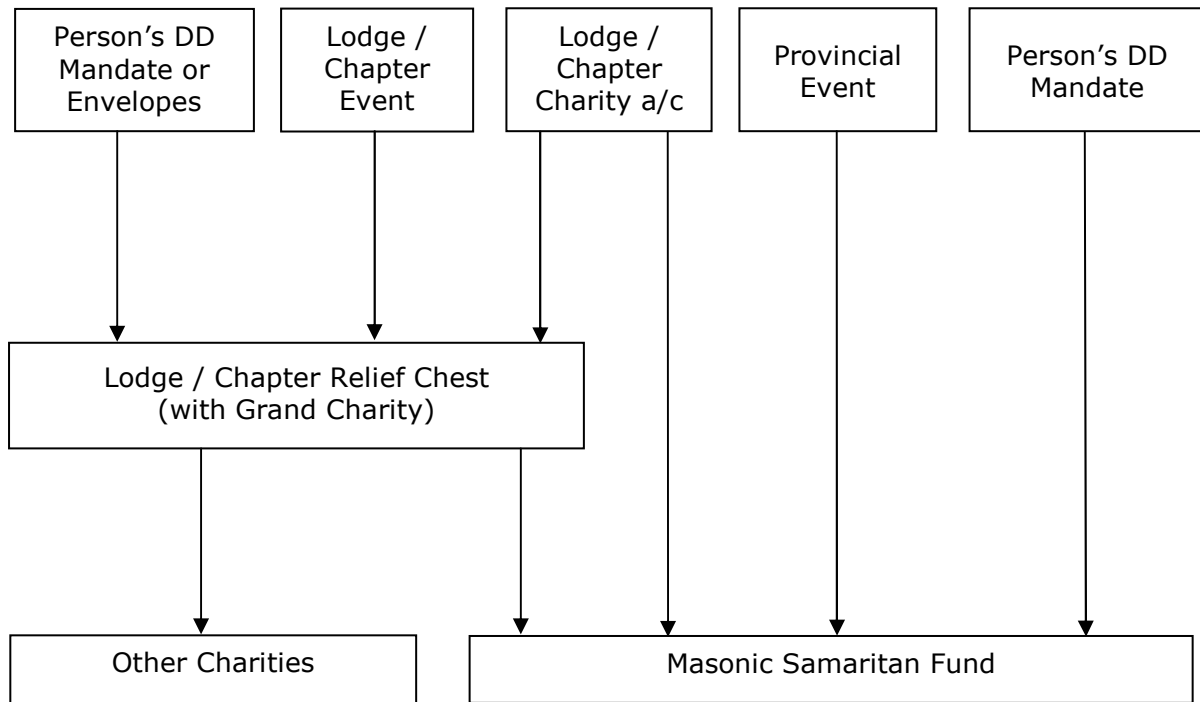 Person’s DD
Mandate or
Envelopes
Lodge /
Chapter
Event
Lodge /
Chapter
Charity a/c
Provincial
Event
Person’s DD
Mandate
Lodge / Chapter Relief Chest
(with Grand Charity)
Other Charities
Masonic Samaritan Fund